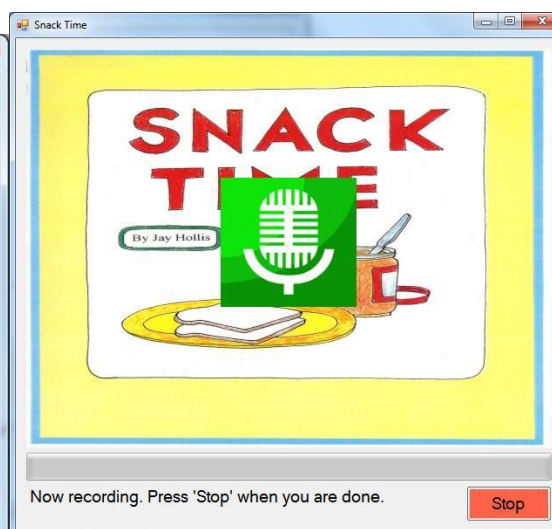 Snack Time
SNACK
TIME
By Jay Hollis
Now recording. Press 'Stop' when you are done.
Stop